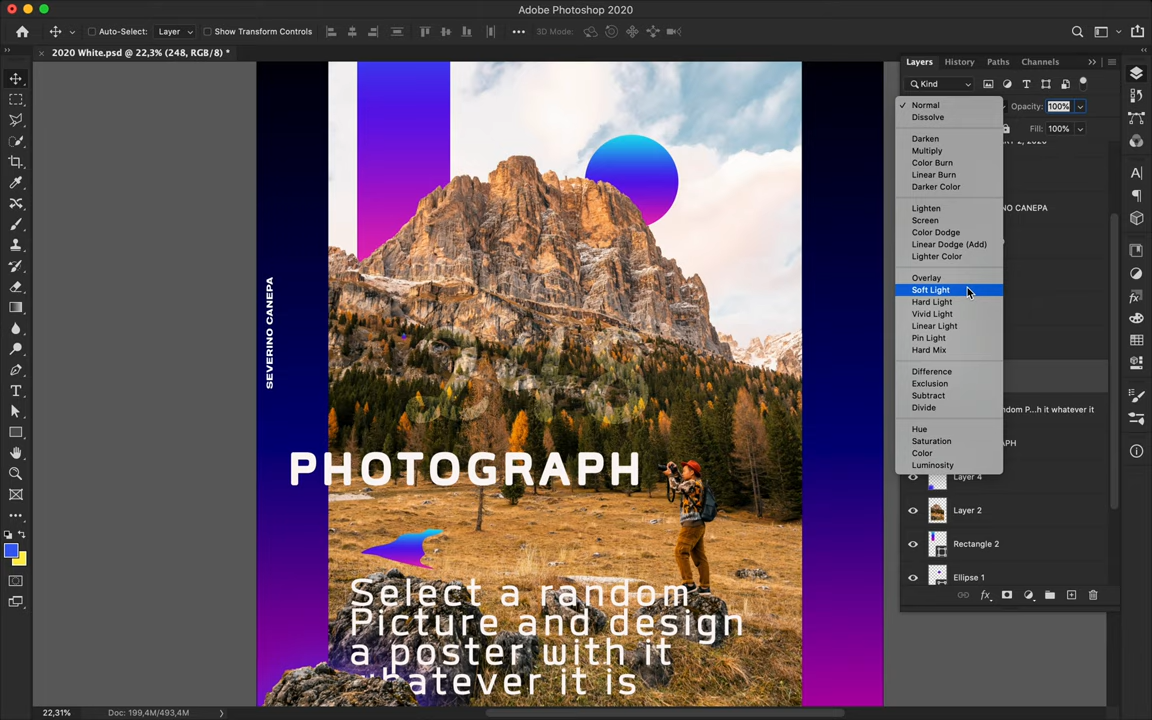 Adobe Photoshop 2020
Auto-Select: Layer Show Transform Controls 3D Mode:
2020 White.psd @ 22,3% (248, RGB/8) *
Layers History Paths Channels
Kind
Opacity: 100%
Fill: 100%
Normal
Dissolve
Darken
Multiply
Color Burn
Linear Burn
Darker Color
Lighten
Screen
Color Dodge
Linear Dodge (Add)
Lighter Color
Overlay
Soft Light
Hard Light
Vivid Light
Linear Light
Pin Light
Hard Mix
Difference
Exclusion
Subtract
Divide
Hue
Saturation
Color
Luminosity
2020
INO CANEPA
ndom P...h it whatever it
APH
Layer 4
Layer 2
Rectangle 2
Ellipse 1
SEVERINO CANEPA
PHOTOGRAPH
Select a random
Picture and design
a poster with it
whatever it is
22,31% Doc: 199,4M/493,4M